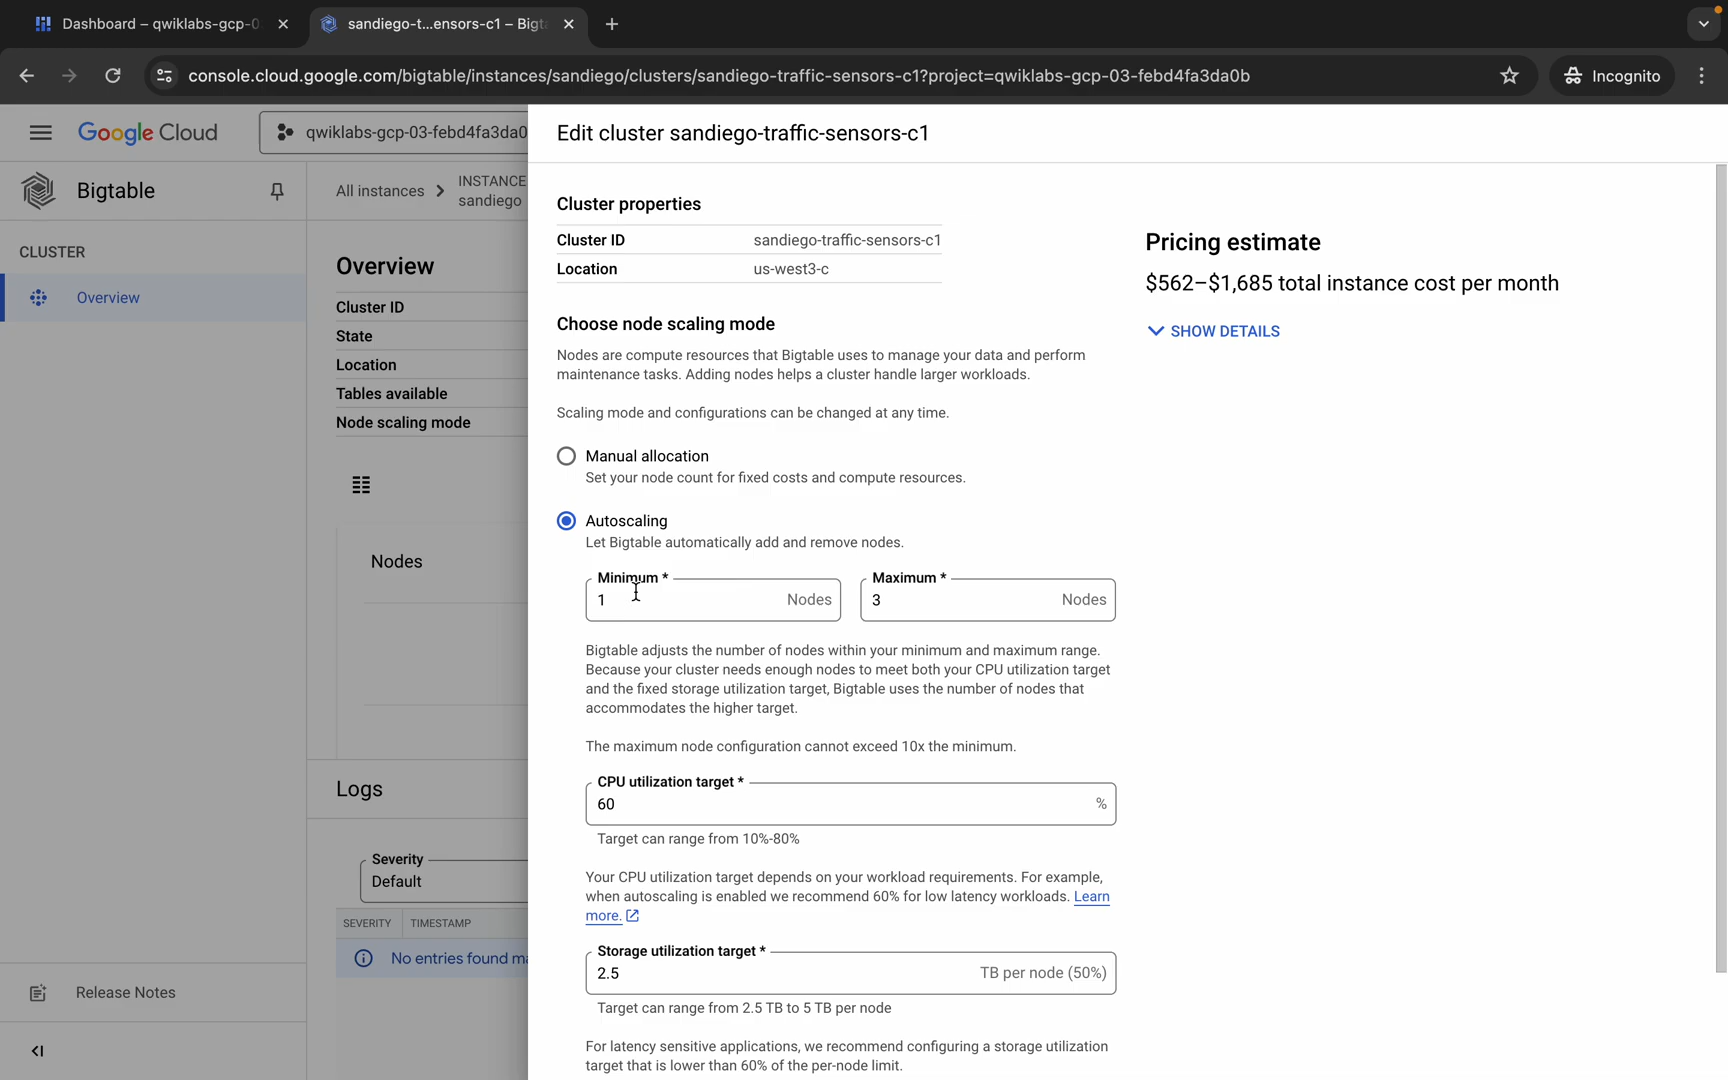 Dashboard – qwiklabs-gcp-0
sandiego-t...ensors-c1 – Bigta
console.cloud.google.com/bigtable/instances/sandiego/clusters/sandiego-traffic-sensors-c1?project=qwiklabs-gcp-03-febd4fa3da0b
Incognito
Google Cloud
qwiklabs-gcp-03-febd4fa3da0
Bigtable
CLUSTER
Overview
Release Notes
All instances
INSTANCE
sandiego
Overview
Cluster ID
State
Location
Tables available
Node scaling mode
Nodes
Logs
Severity
Default
SEVERITY TIMESTAMP
No entries found ma
Edit cluster sandiego-traffic-sensors-c1
Cluster properties
Cluster ID sandiego-traffic-sensors-c1
Location us-west3-c
Choose node scaling mode
Nodes are compute resources that Bigtable uses to manage your data and perform
maintenance tasks. Adding nodes helps a cluster handle larger workloads.
Scaling mode and configurations can be changed at any time.
Manual allocation
Set your node count for fixed costs and compute resources.
Autoscaling
Let Bigtable automatically add and remove nodes.
Minimum * Maximum *
1 Nodes 3 Nodes
Bigtable adjusts the number of nodes within your minimum and maximum range.
Because your cluster needs enough nodes to meet both your CPU utilization target
and the fixed storage utilization target, Bigtable uses the number of nodes that
accommodates the higher target.
The maximum node configuration cannot exceed 10x the minimum.
CPU utilization target *
60 %
Target can range from 10%-80%
Your CPU utilization target depends on your workload requirements. For example,
when autoscaling is enabled we recommend 60% for low latency workloads. Learn
more.
Storage utilization target *
2.5 TB per node (50%)
Target can range from 2.5 TB to 5 TB per node
For latency sensitive applications, we recommend configuring a storage utilization
target that is lower than 60% of the per-node limit.
Pricing estimate
$562–$1,685 total instance cost per month
SHOW DETAILS